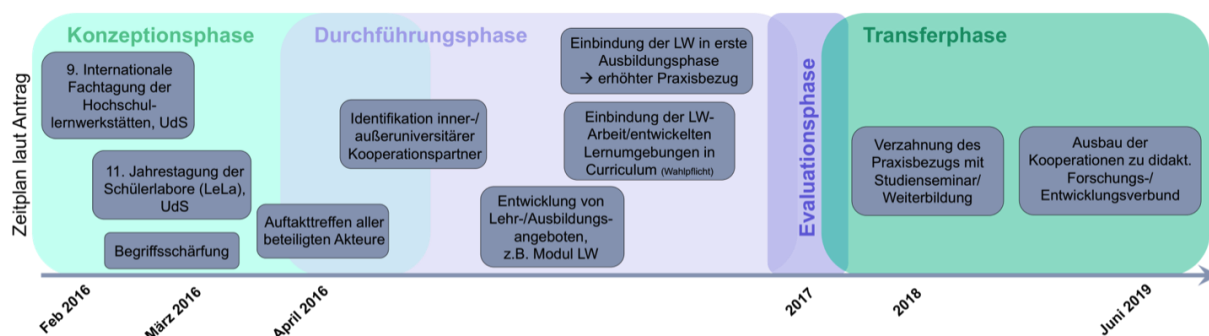 Zeitplan laut Antrag
Konzeptionsphase
9. Internationale
Fachtagung der
Hochschul-
lernwerkstätten, UdS
11. Jahrestagung der
Schülerlabore (LeLa),
UdS
Begriffsschärfung
Auftakttreffen aller
beteiligten Akteure
Durchführungsphase
Identifikation inner-/
außeruniversitärer
Kooperationspartner
Einbindung der LW in erste
Ausbildungsphase
→ erhöhter Praxisbezug
Einbindung der LW-
Arbeit/entwickelten
Lernumgebungen in
Curriculum (Wahlpflicht)
Entwicklung von
Lehr-/Ausbildungs-
angeboten,
z.B. Modul LW
Evaluationsphase
Transferphase
Verzahnung des
Praxisbezugs mit
Studienseminar/
Weiterbildung
Ausbau der
Kooperationen zu didakt.
Forschungs-/
Entwicklungsverbund
Feb 2016
März 2016
April 2016
2017
2018
Juni 2019